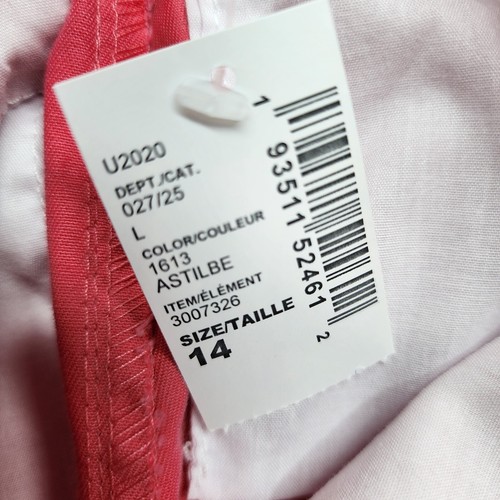 U2020
DEPT./CAT.
027/25
L
COLOR/COULEUR
1613
ASTILBE
ITEM/ÉLÉMENT
3007326
SIZE/TAILLE
14
1 93511 52461 2